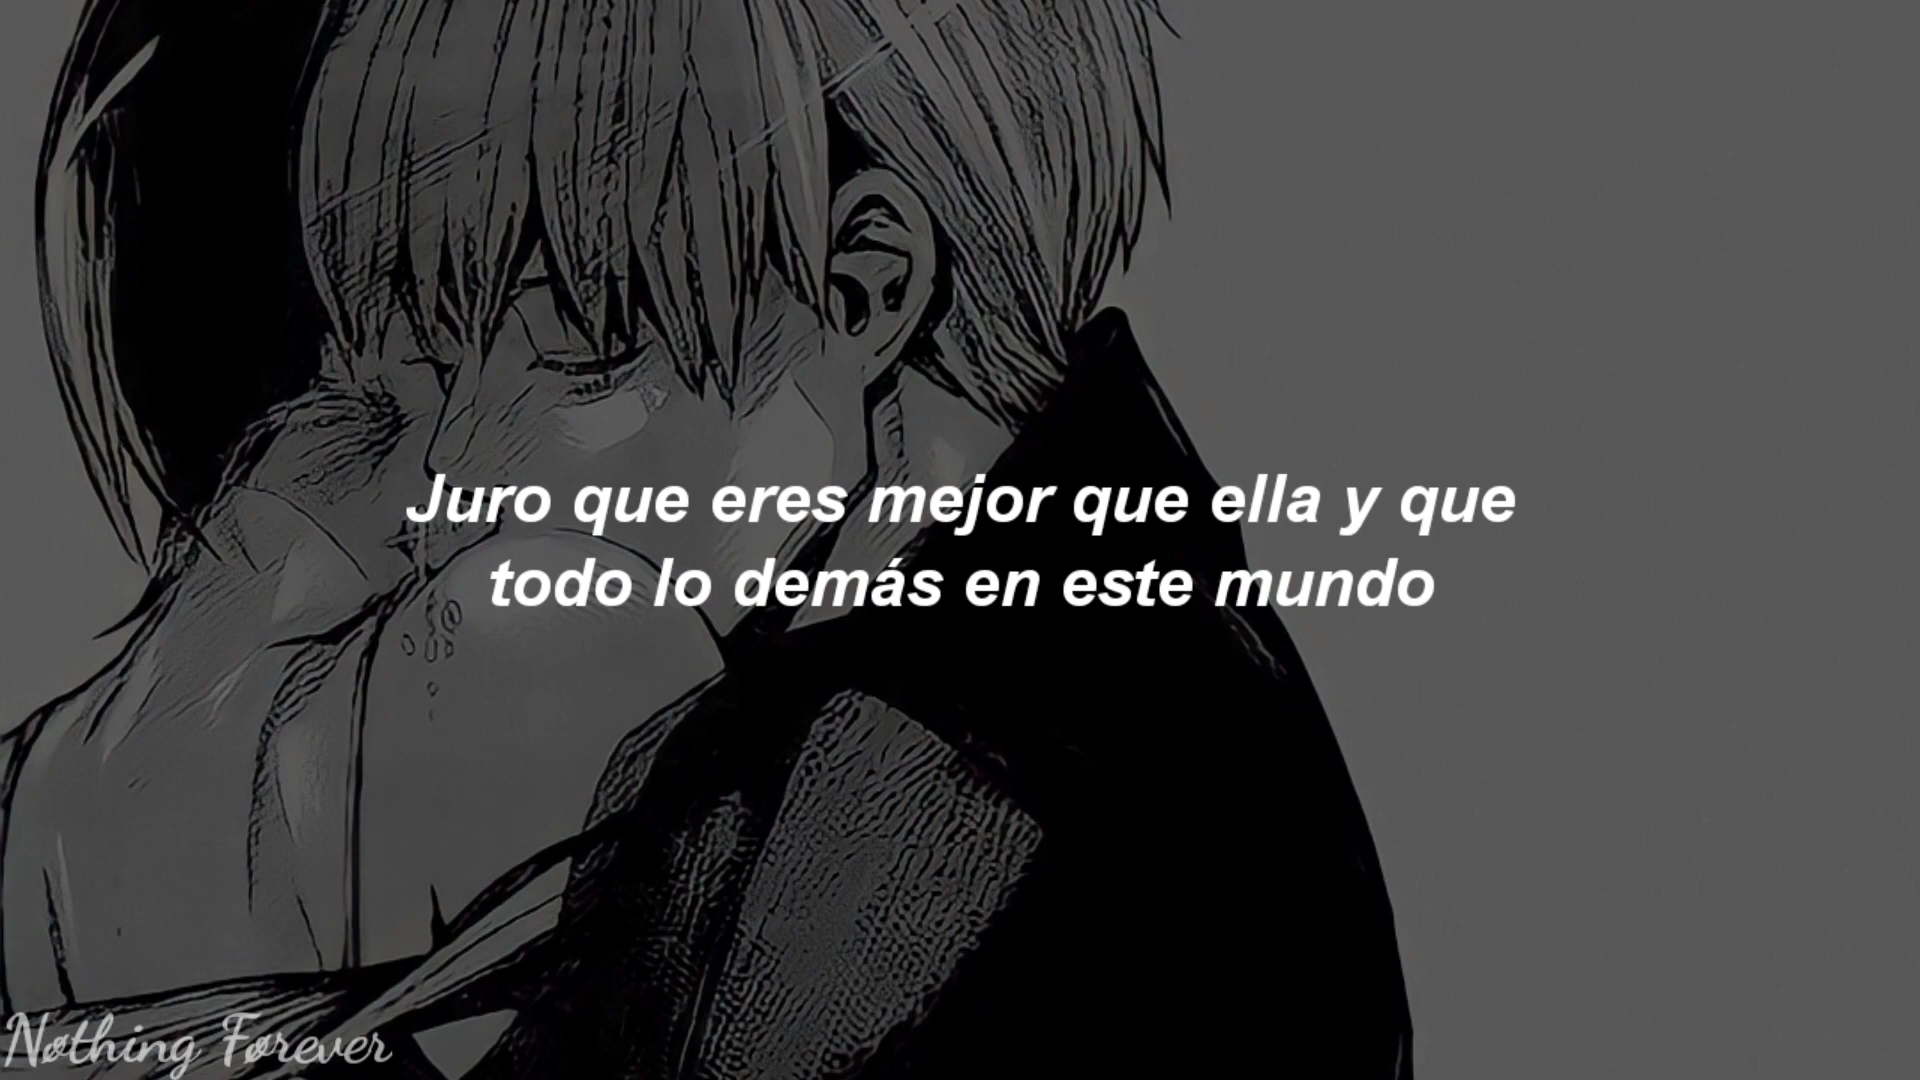 Juro que eres mejor que ella y que
todo lo demás en este mundo
Nøthing Førever